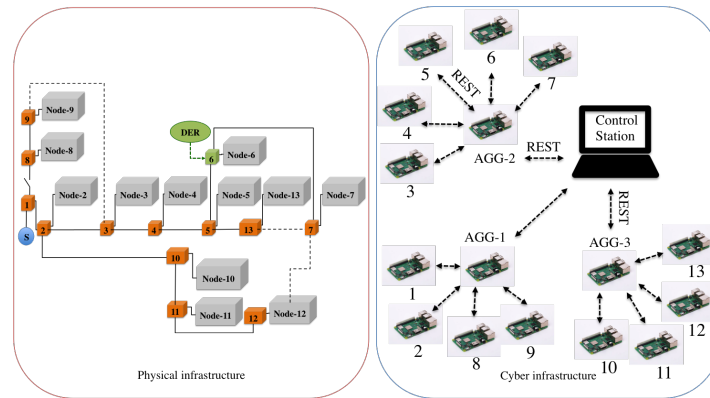 Node-9
9
DER
8
Node-8
6
Node-6
Node-2
Node-3
Node-4
Node-5
Node-13
Node-7
1
S
2
3
4
5
13
7
10
Node-10
11
Node-11
12
Node-12
Physical infrastructure
5
6
7
REST
4
3
AGG-2
REST
Control
Station
REST
AGG-1
AGG-3
1
2
8
9
13
12
10
11
Cyber infrastructure